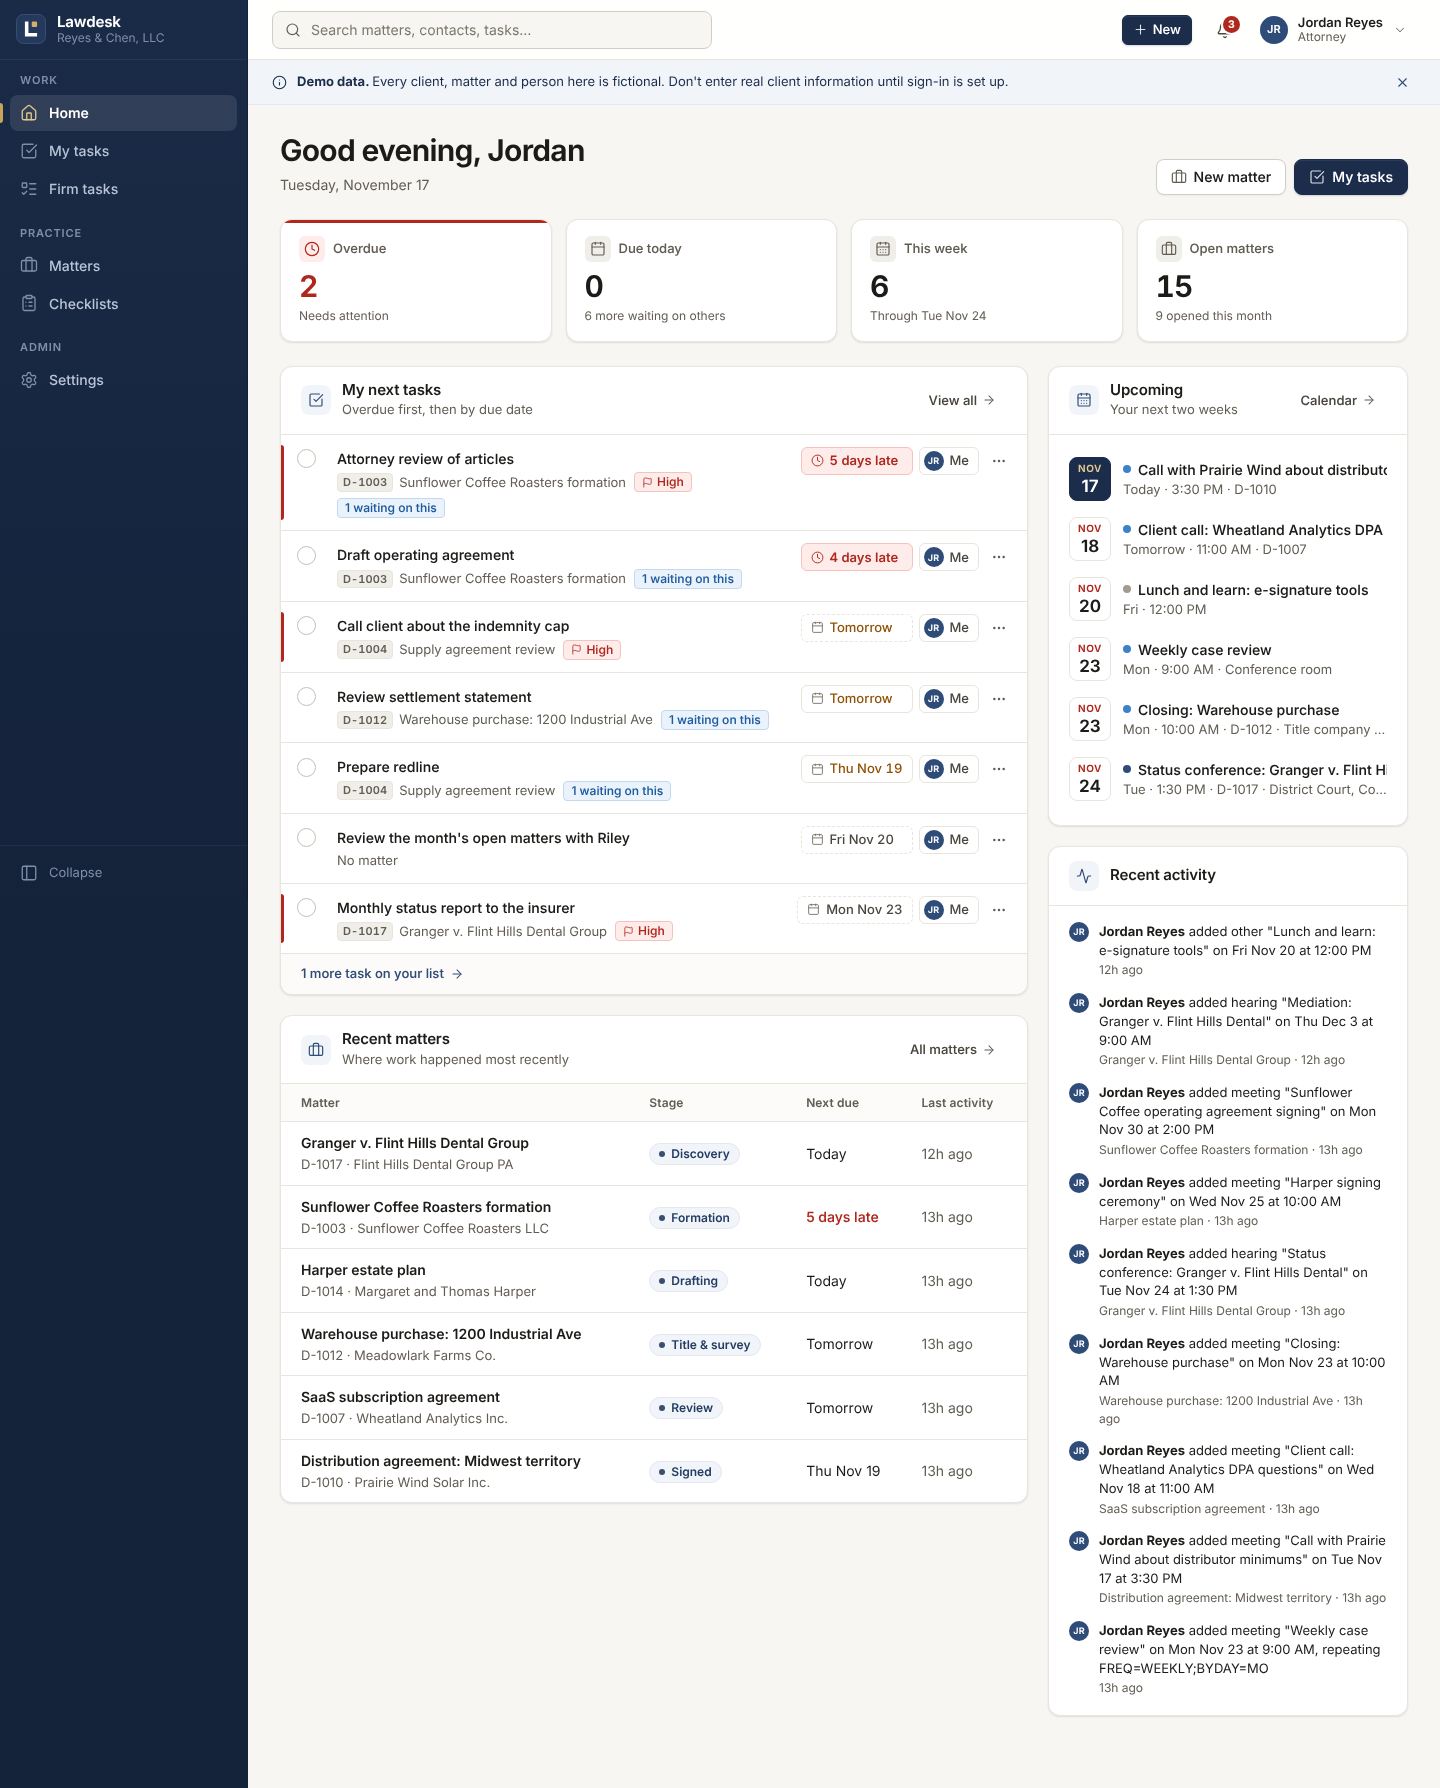 Lawdesk
Reyes & Chen, LLC
WORK
Home
My tasks
Firm tasks
PRACTICE
Matters
Checklists
ADMIN
Settings
Collapse
Search matters, contacts, tasks...
New
3
JR
Jordan Reyes
Attorney
Demo data. Every client, matter and person here is fictional. Don't enter real client information until sign-in is set up.
Good evening, Jordan
Tuesday, November 17
New matter
My tasks
Overdue
2
Needs attention
Due today
0
6 more waiting on others
This week
6
Through Tue Nov 24
Open matters
15
9 opened this month
My next tasks
Overdue first, then by due date
View all
Attorney review of articles
5 days late
JR Me
D-1003 Sunflower Coffee Roasters formation High
1 waiting on this
Draft operating agreement
4 days late
JR Me
D-1003 Sunflower Coffee Roasters formation 1 waiting on this
Call client about the indemnity cap
Tomorrow
JR Me
D-1004 Supply agreement review High
Review settlement statement
Tomorrow
JR Me
D-1012 Warehouse purchase: 1200 Industrial Ave 1 waiting on this
Prepare redline
Thu Nov 19
JR Me
D-1004 Supply agreement review 1 waiting on this
Review the month's open matters with Riley
Fri Nov 20
JR Me
No matter
Monthly status report to the insurer
Mon Nov 23
JR Me
D-1017 Granger v. Flint Hills Dental Group High
1 more task on your list
Recent matters
Where work happened most recently
All matters
Matter Stage Next due Last activity
Granger v. Flint Hills Dental Group
D-1017 · Flint Hills Dental Group PA
Discovery
Today
12h ago
Sunflower Coffee Roasters formation
D-1003 · Sunflower Coffee Roasters LLC
Formation
5 days late
13h ago
Harper estate plan
D-1014 · Margaret and Thomas Harper
Drafting
Today
13h ago
Warehouse purchase: 1200 Industrial Ave
D-1012 · Meadowlark Farms Co.
Title & survey
Tomorrow
13h ago
SaaS subscription agreement
D-1007 · Wheatland Analytics Inc.
Review
Tomorrow
13h ago
Distribution agreement: Midwest territory
D-1010 · Prairie Wind Solar Inc.
Signed
Thu Nov 19
13h ago
Upcoming
Your next two weeks
Calendar
NOV
17
Call with Prairie Wind about distribut
Today · 3:30 PM · D-1010
NOV
18
Client call: Wheatland Analytics DPA
Tomorrow · 11:00 AM · D-1007
NOV
20
Lunch and learn: e-signature tools
Fri · 12:00 PM
NOV
23
Weekly case review
Mon · 9:00 AM · Conference room
NOV
23
Closing: Warehouse purchase
Mon · 10:00 AM · D-1012 · Title company ...
NOV
24
Status conference: Granger v. Flint H
Tue · 1:30 PM · D-1017 · District Court, Co...
Recent activity
JR
Jordan Reyes added other "Lunch and learn:
e-signature tools" on Fri Nov 20 at 12:00 PM
12h ago
JR
Jordan Reyes added hearing "Mediation:
Granger v. Flint Hills Dental" on Thu Dec 3 at
9:00 AM
Granger v. Flint Hills Dental Group · 12h ago
JR
Jordan Reyes added meeting "Sunflower
Coffee operating agreement signing" on Mon
Nov 30 at 2:00 PM
Sunflower Coffee Roasters formation · 13h ago
JR
Jordan Reyes added meeting "Harper signing
ceremony" on Wed Nov 25 at 10:00 AM
Harper estate plan · 13h ago
JR
Jordan Reyes added hearing "Status
conference: Granger v. Flint Hills Dental" on
Tue Nov 24 at 1:30 PM
Granger v. Flint Hills Dental Group · 13h ago
JR
Jordan Reyes added meeting "Closing:
Warehouse purchase" on Mon Nov 23 at 10:00
AM
Warehouse purchase: 1200 Industrial Ave · 13h
ago
JR
Jordan Reyes added meeting "Client call:
Wheatland Analytics DPA questions" on Wed
Nov 18 at 11:00 AM
SaaS subscription agreement · 13h ago
JR
Jordan Reyes added meeting "Call with Prairie
Wind about distributor minimums" on Tue Nov
17 at 3:30 PM
Distribution agreement: Midwest territory · 13h ago
JR
Jordan Reyes added meeting "Weekly case
review" on Mon Nov 23 at 9:00 AM, repeating
FREQ=WEEKLY;BYDAY=MO
13h ago